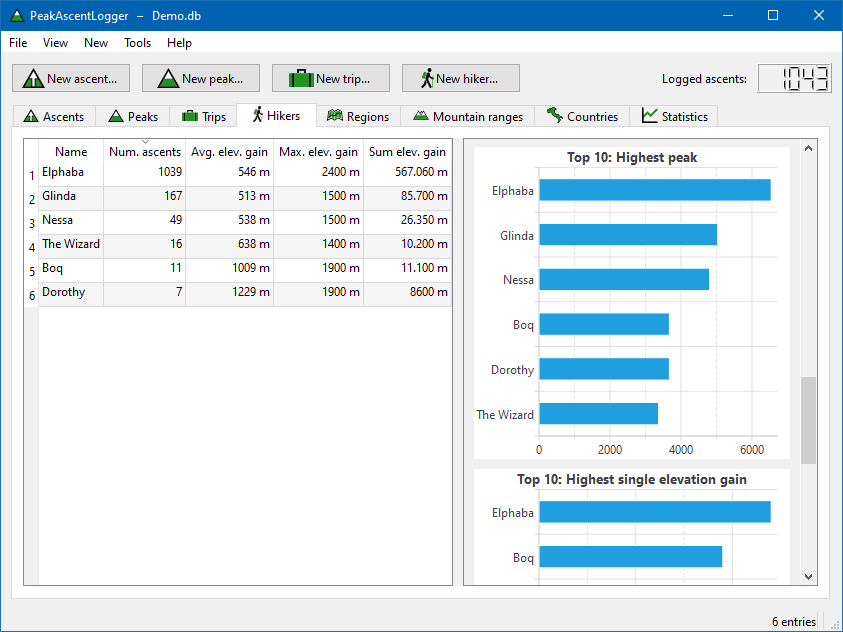 PeakAscentLogger – Demo.db
File View New Tools Help
New ascent... New peak... New trip... New hiker... Logged ascents: 1043
Ascents Peaks Trips Hikers Regions Mountain ranges Countries Statistics
Name Num. ascents Avg. elev. gain Max. elev. gain Sum elev. gain
1 Elphaba 1039 546 m 2400 m 567.060 m
2 Glinda 167 513 m 1500 m 85.700 m
3 Nessa 49 538 m 1500 m 26.350 m
4 The Wizard 16 638 m 1400 m 10.200 m
5 Boq 11 1009 m 1900 m 11.100 m
6 Dorothy 7 1229 m 1900 m 8600 m
Top 10: Highest peak
Elphaba
Glinda
Nessa
Boq
Dorothy
The Wizard
0 2000 4000 6000
Top 10: Highest single elevation gain
Elphaba
Boq
6 entries